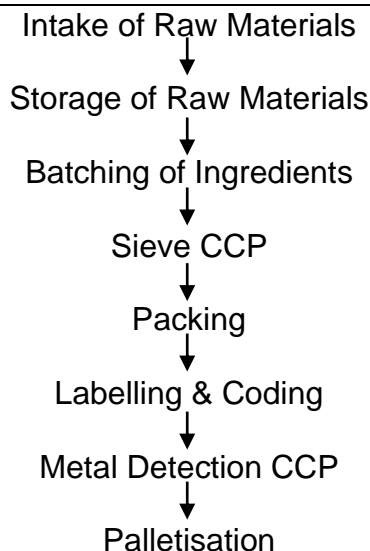 Intake of Raw Materials
Storage of Raw Materials
Batching of Ingredients
Sieve CCP
Packing
Labelling & Coding
Metal Detection CCP
Palletisation